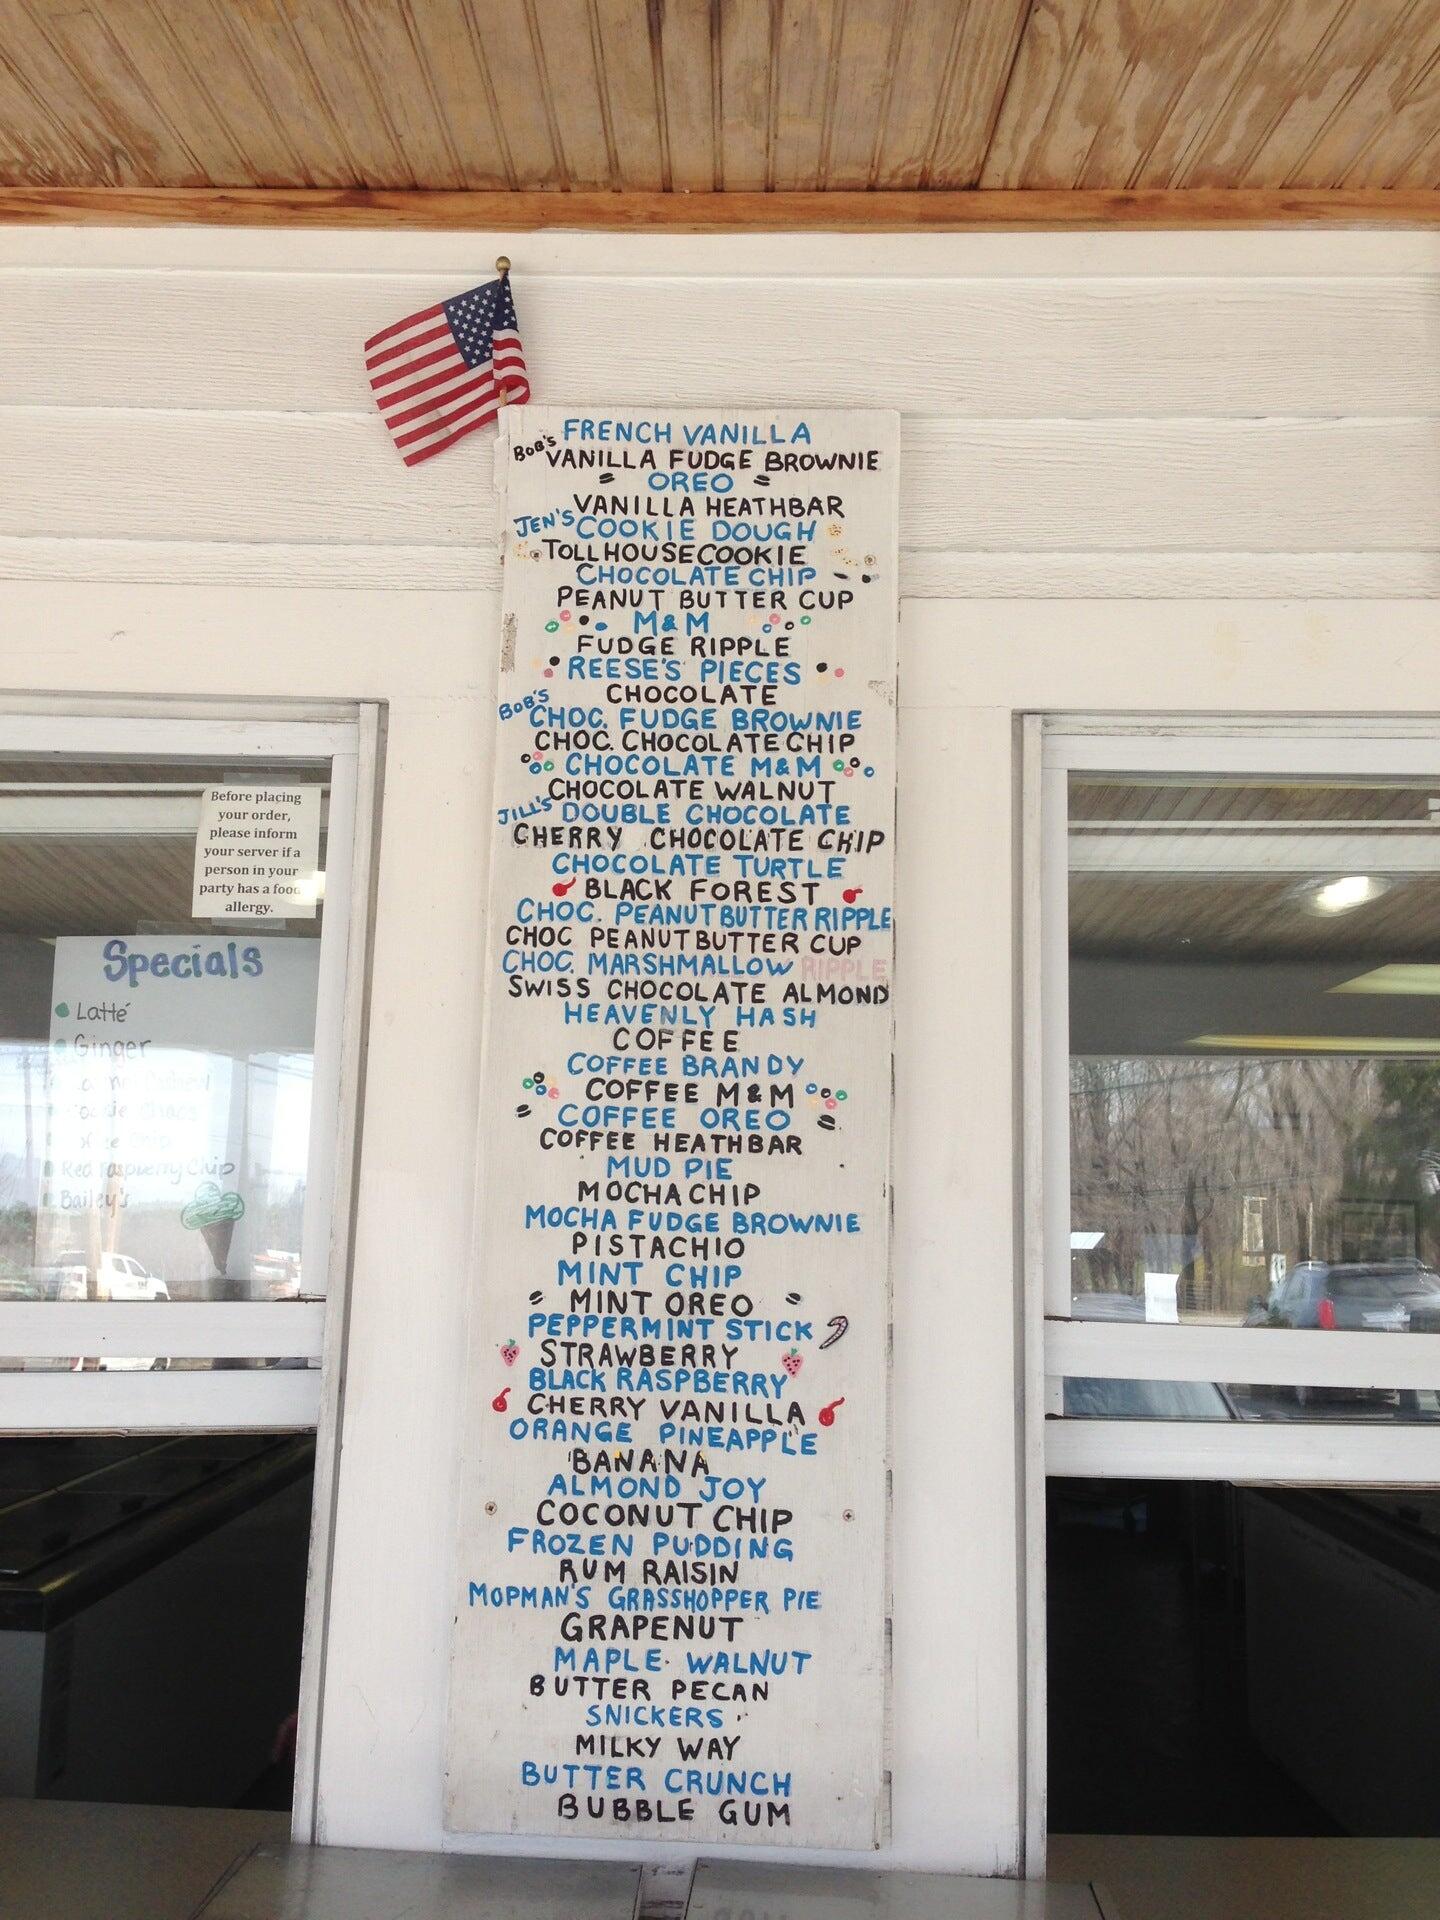 FRENCH VANILLA
BOB'S VANILLA FUDGE BROWNIE
OREO
VANILLA HEATHBAR
JEN'S COOKIE DOUGH
TOLLHOUSE COOKIE
CHOCOLATE CHIP
PEANUT BUTTER CUP
M&M
FUDGE RIPPLE
REESE'S PIECES
CHOCOLATE
BOB'S CHOC. FUDGE BROWNIE
CHOC. CHOCOLATE CHIP
CHOCOLATE M&M
CHOCOLATE WALNUT
JILL'S DOUBLE CHOCOLATE
CHERRY CHOCOLATE CHIP
CHOCOLATE TURTLE
BLACK FOREST
CHOC. PEANUT BUTTER RIPPLE
CHOC PEANUT BUTTER CUP
CHOC. MARSHMALLOW RIPPLE
SWISS CHOCOLATE ALMOND
HEAVENLY HASH
COFFEE
COFFEE BRANDY
COFFEE M&M
COFFEE OREO
COFFEE HEATHBAR
MUD PIE
MOCHA CHIP
MOCHA FUDGE BROWNIE
PISTACHIO
MINT CHIP
MINT OREO
PEPPERMINT STICK
STRAWBERRY
BLACK RASPBERRY
CHERRY VANILLA
ORANGE PINEAPPLE
BANANA
ALMOND JOY
COCONUT CHIP
FROZEN PUDDING
RUM RAISIN
MOPMAN'S GRASSHOPPER PIE
GRAPENUT
MAPLE WALNUT
BUTTER PECAN
SNICKERS
MILKY WAY
BUTTER CRUNCH
BUBBLE GUM
Before placing
your order,
please inform
your server if a
person in your
party has a food
allergy.
Specials
Latté
Ginger
Red Raspberry Chip
Bailey's